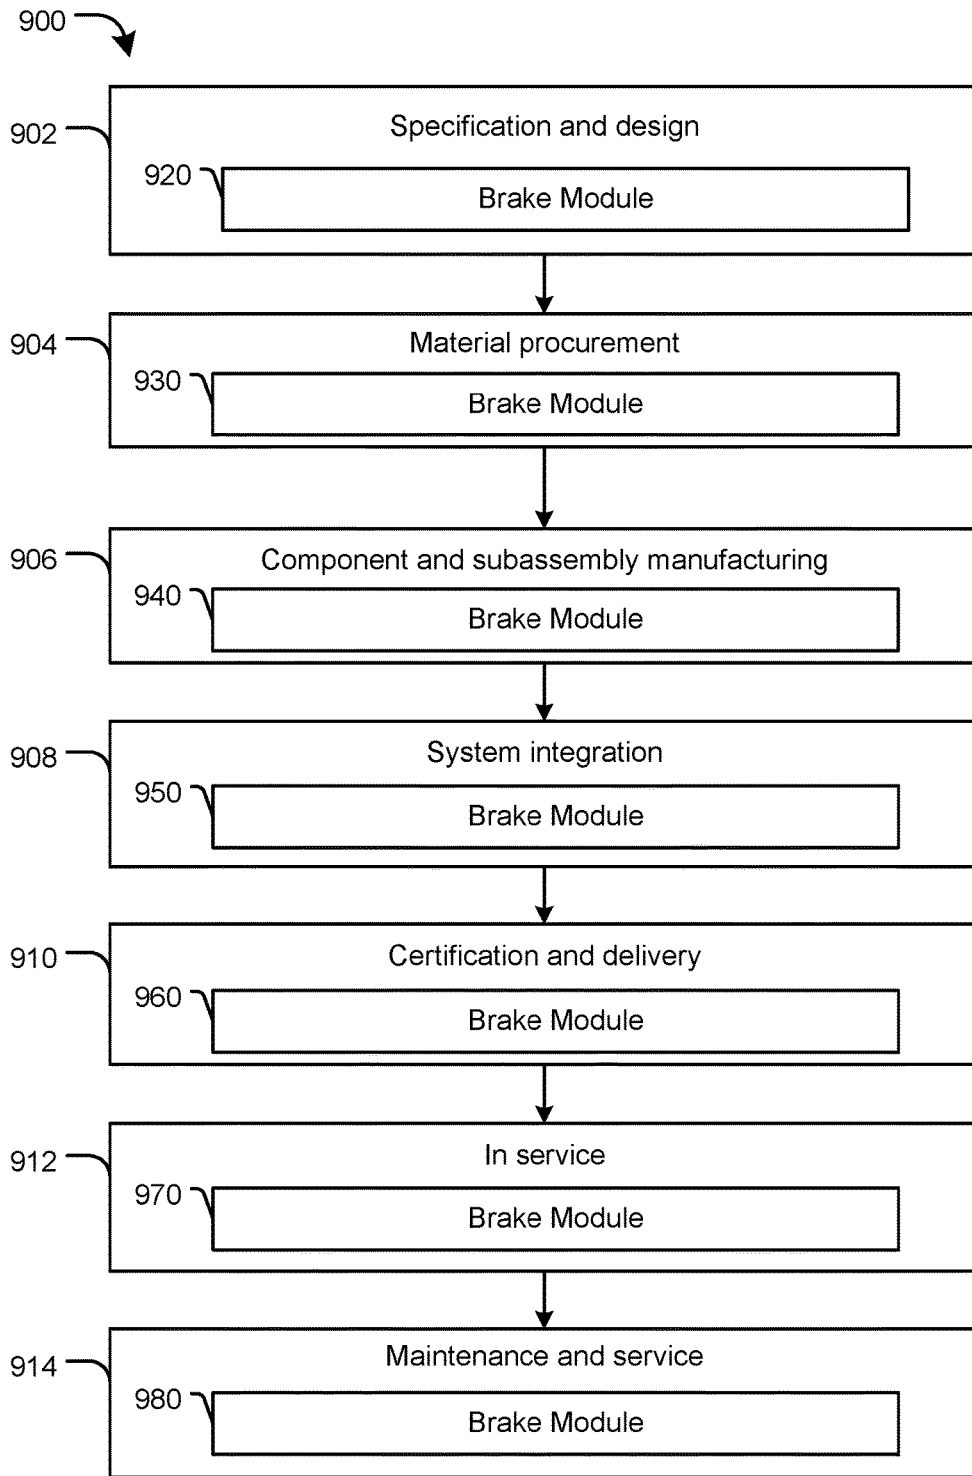 900
902
Specification and design
920
Brake Module
904
Material procurement
930
Brake Module
906
Component and subassembly manufacturing
940
Brake Module
908
System integration
950
Brake Module
910
Certification and delivery
960
Brake Module
912
In service
970
Brake Module
914
Maintenance and service
980
Brake Module